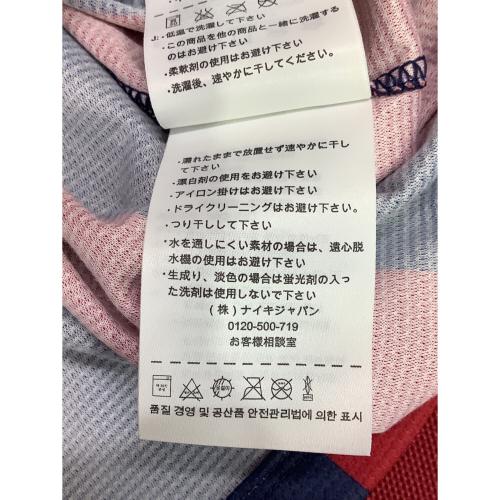 J: ・低温で洗濯して下さい
・この商品を他の商品と一緒に洗濯する
のはお避け下さい
・柔軟剤の使用はお避け下さい
・洗濯後、速やかに干してください。
・濡れたままで放置せず速やかに干し
て下さい
・漂白剤の使用をお避け下さい
・アイロン掛けはお避け下さい
・ドライクリーニングはお避け下さい。
・つり干しして下さい
・水を通しにくい素材の場合は、遠心脱
水機の使用はお避け下さい
・生成り、淡色の場合は蛍光剤の入っ
た洗剤は使用しないで下さい
(株)ナイキジャパン
0120-500-719
お客様相談室
품질 경영 및 공산품 안전관리법에 의한 표시